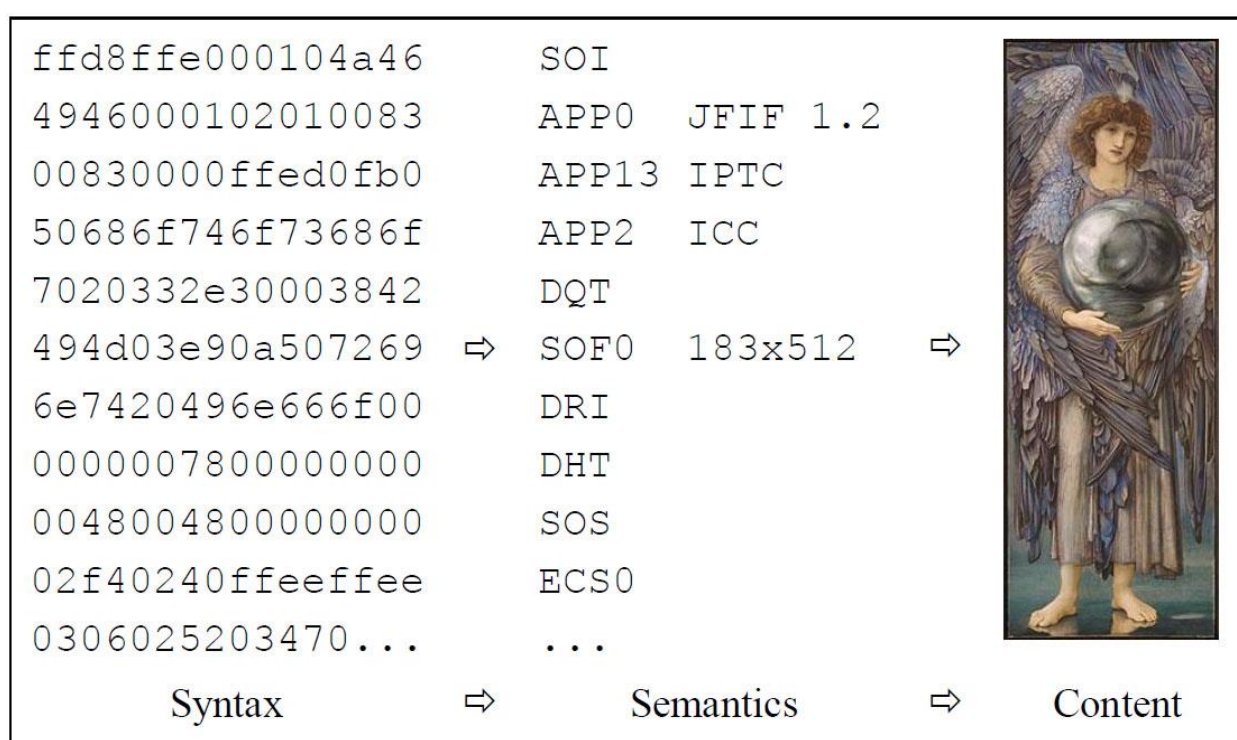 ffd8ffe000104a46 SOI
4946000102010083 APP0 JFIF 1.2
00830000ffed0fb0 APP13 IPTC
50686f746f73686f APP2 ICC
7020332e30003842 DQT
494d03e90a507269 ⇨ SOF0 183x512 ⇨
6e7420496e666f00 DRI
0000007800000000 DHT
0048004800000000 SOS
02f40240ffeeffee ECS0
0306025203470... ...
Syntax ⇨ Semantics ⇨ Content